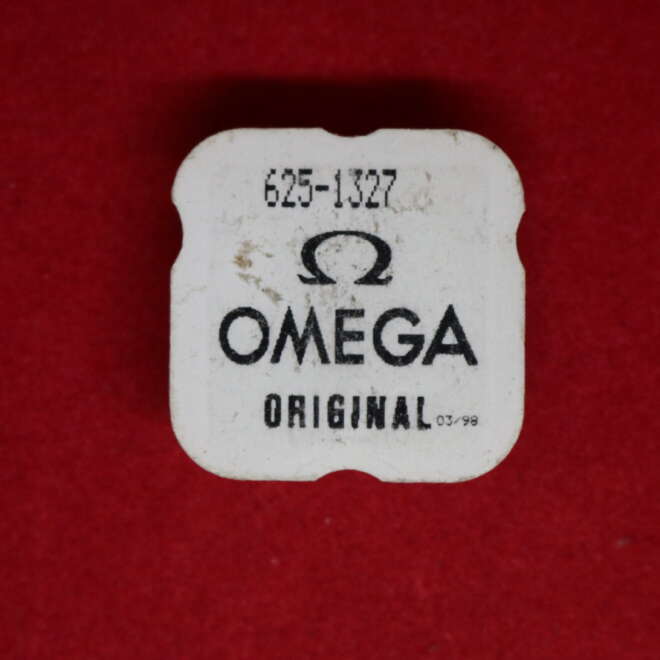 625-1327
Ω
OMEGA
ORIGINAL 03/98